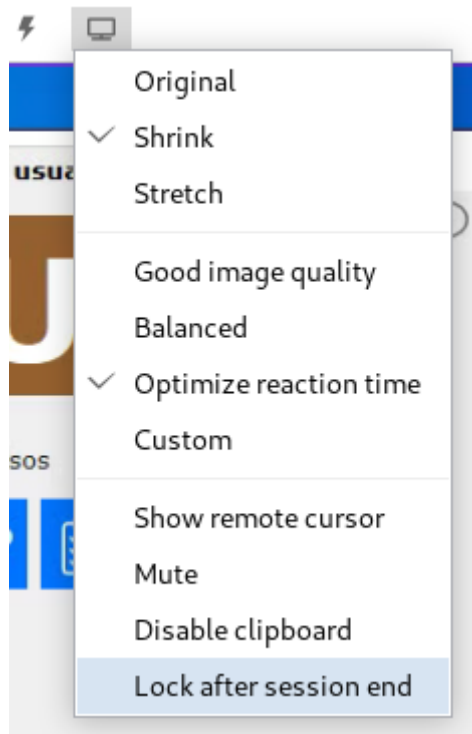 Original
Shrink
usua
Stretch
U
Good image quality
Balanced
Optimize reaction time
Custom
sos
Show remote cursor
Mute
Disable clipboard
Lock after session end